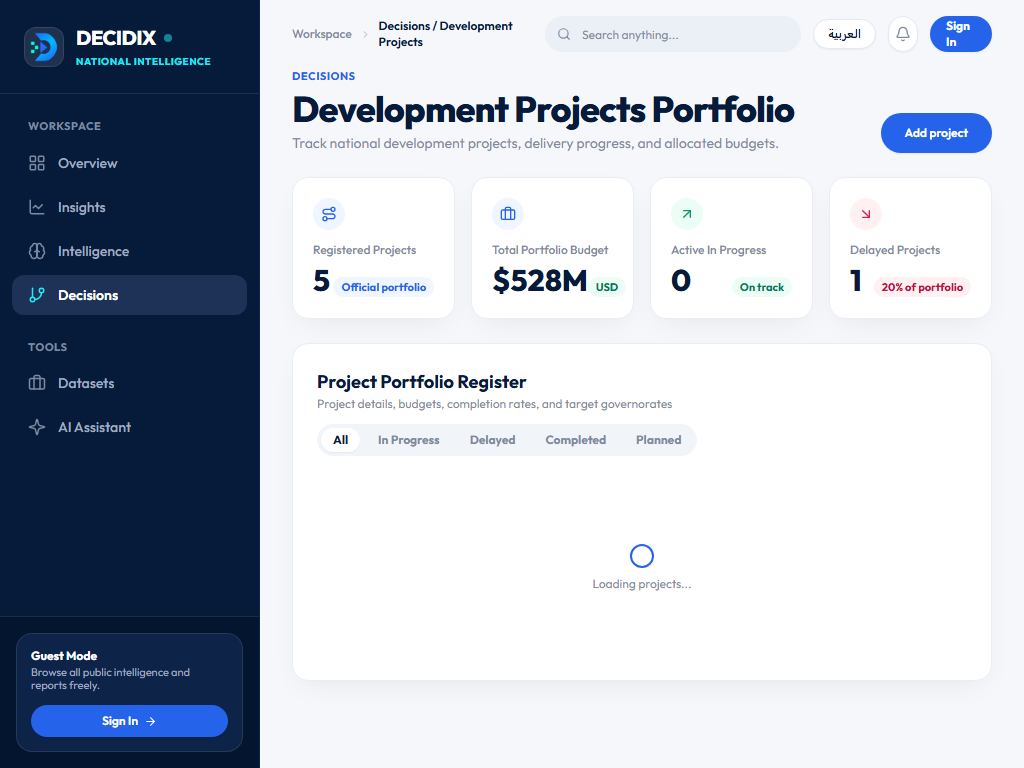 DECIDIX
NATIONAL INTELLIGENCE
WORKSPACE
Overview
Insights
Intelligence
Decisions
TOOLS
Datasets
AI Assistant
Guest Mode
Browse all public intelligence and
reports freely.
Sign In →
Workspace > Decisions / Development
Projects
Search anything...
العربية
Sign
In
DECISIONS
Development Projects Portfolio
Track national development projects, delivery progress, and allocated budgets.
Add project
Registered Projects
5 Official portfolio
Total Portfolio Budget
$528M USD
Active In Progress
0 On track
Delayed Projects
1 20% of portfolio
Project Portfolio Register
Project details, budgets, completion rates, and target governorates
All In Progress Delayed Completed Planned
Loading projects...